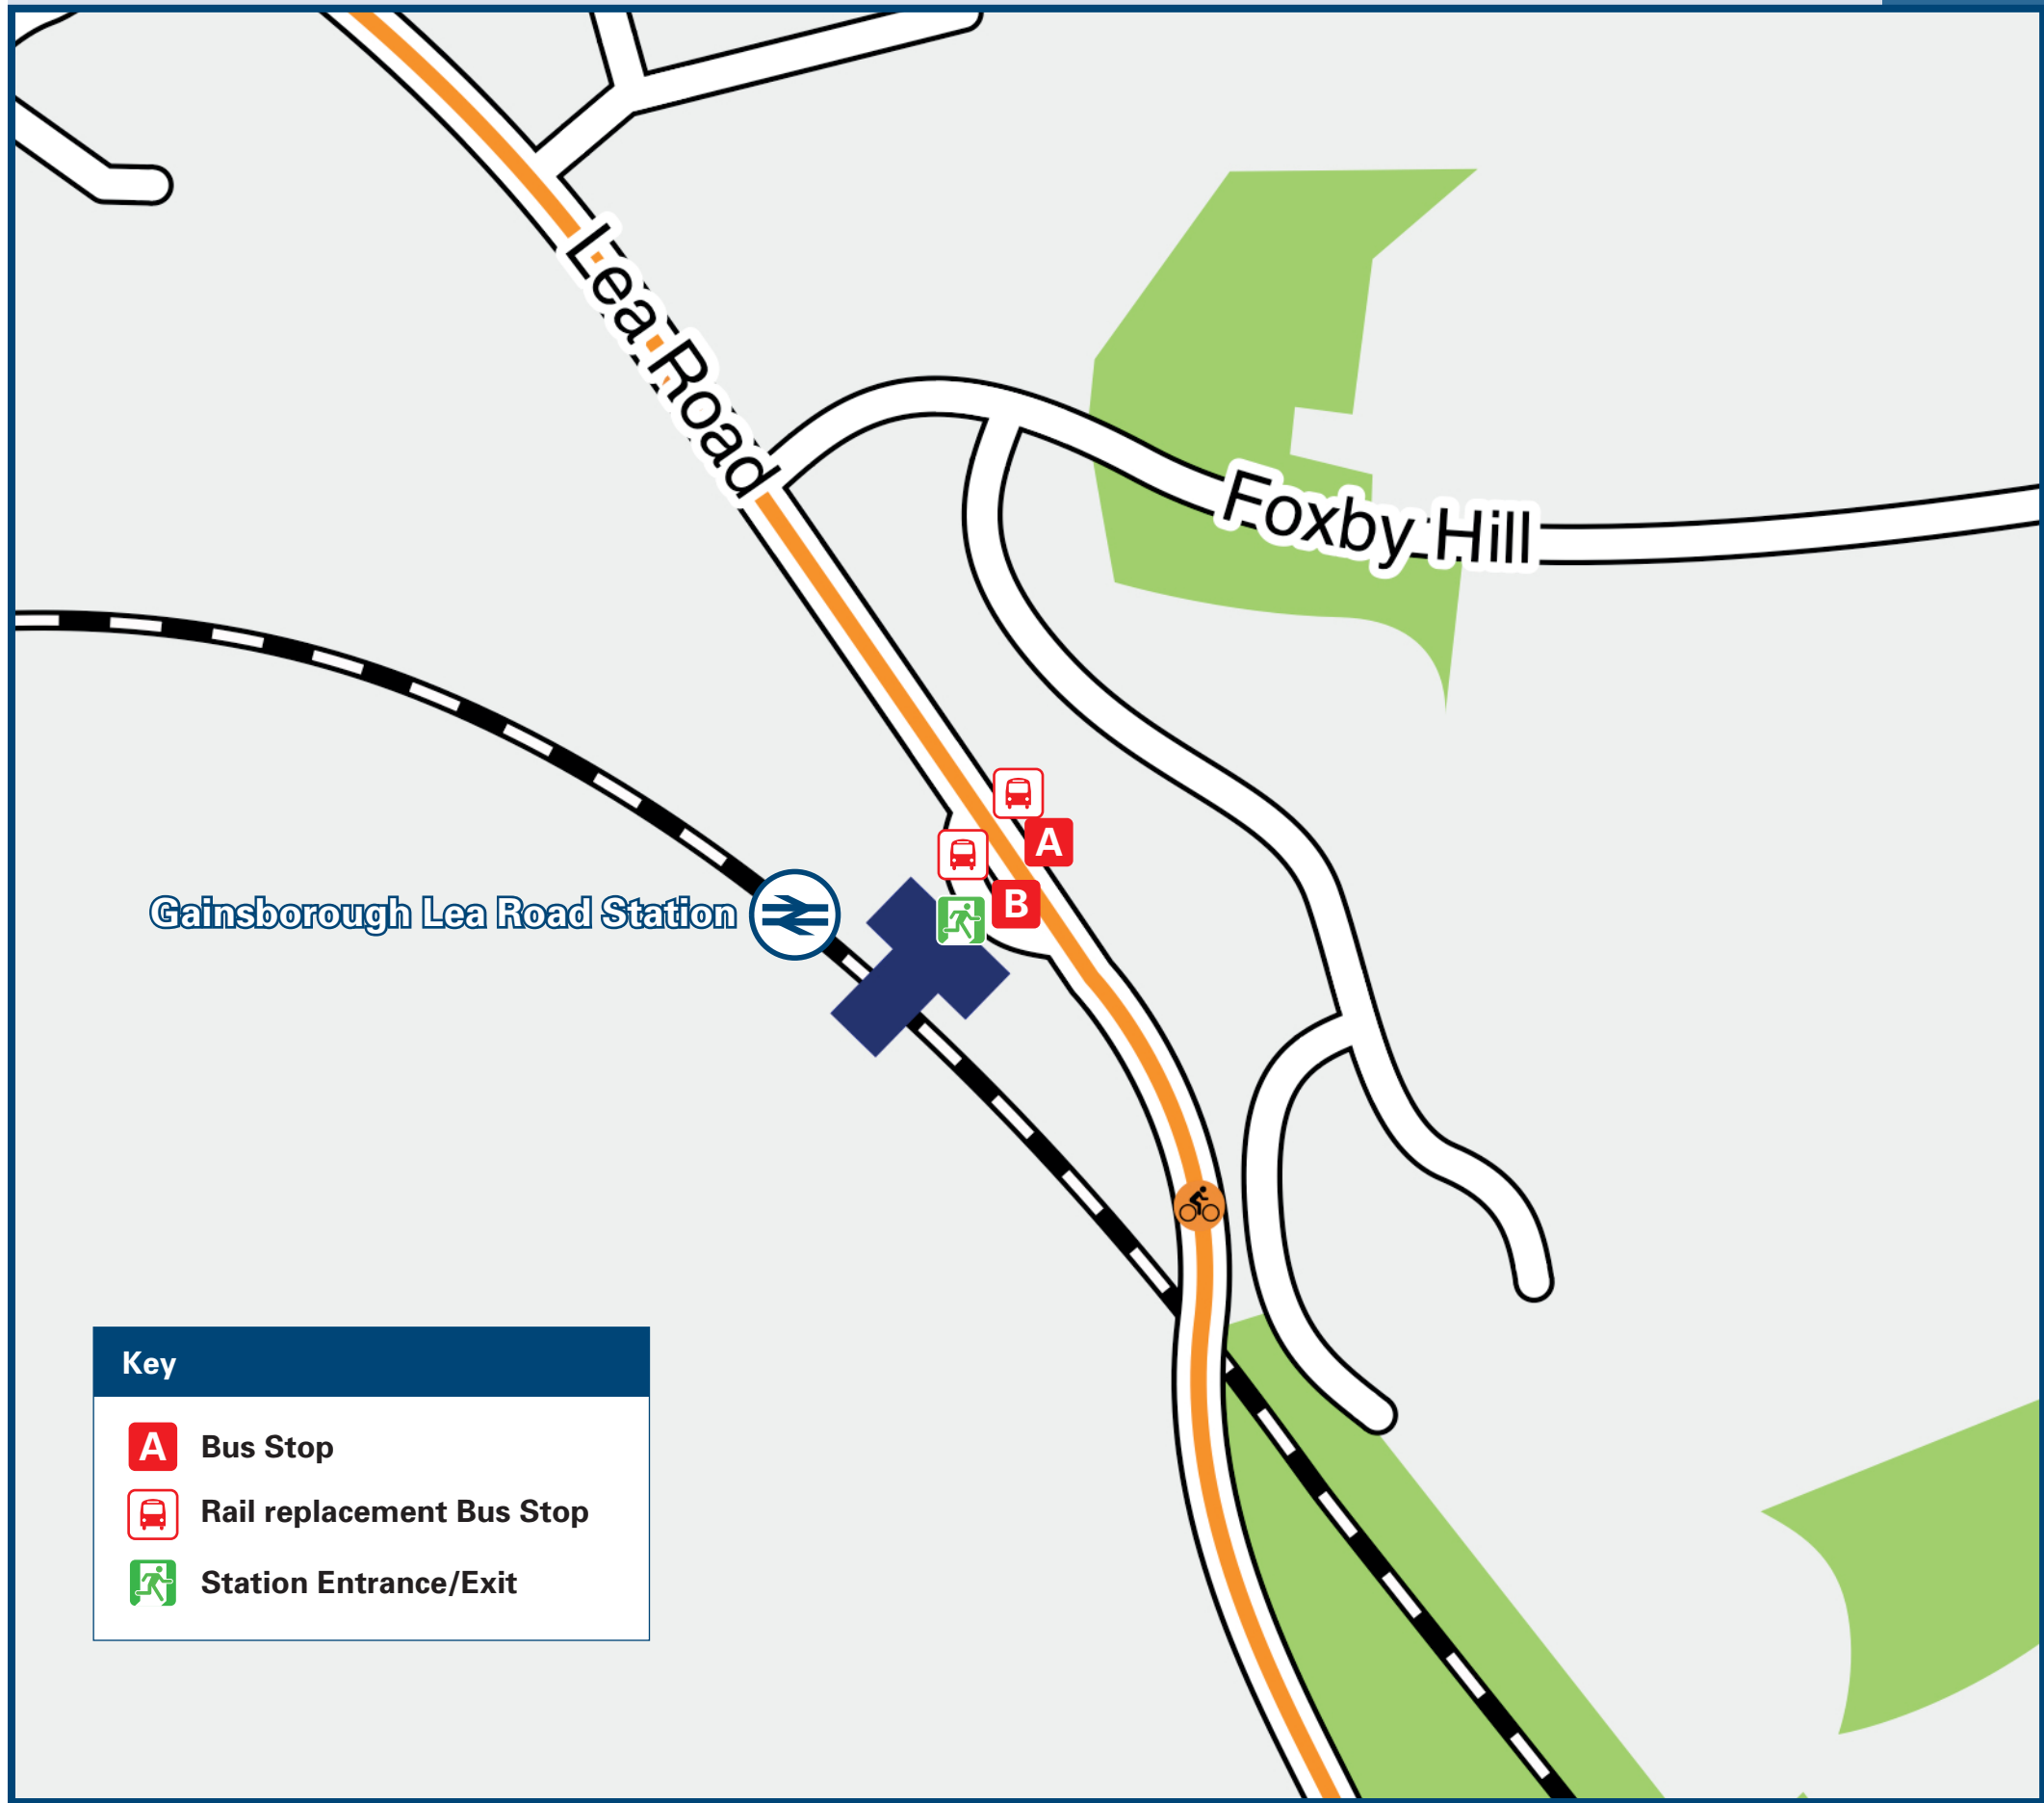 Lea Road
Foxby Hill
A
B
Gainsborough Lea Road Station
Key
A Bus Stop
Rail replacement Bus Stop
Station Entrance/Exit